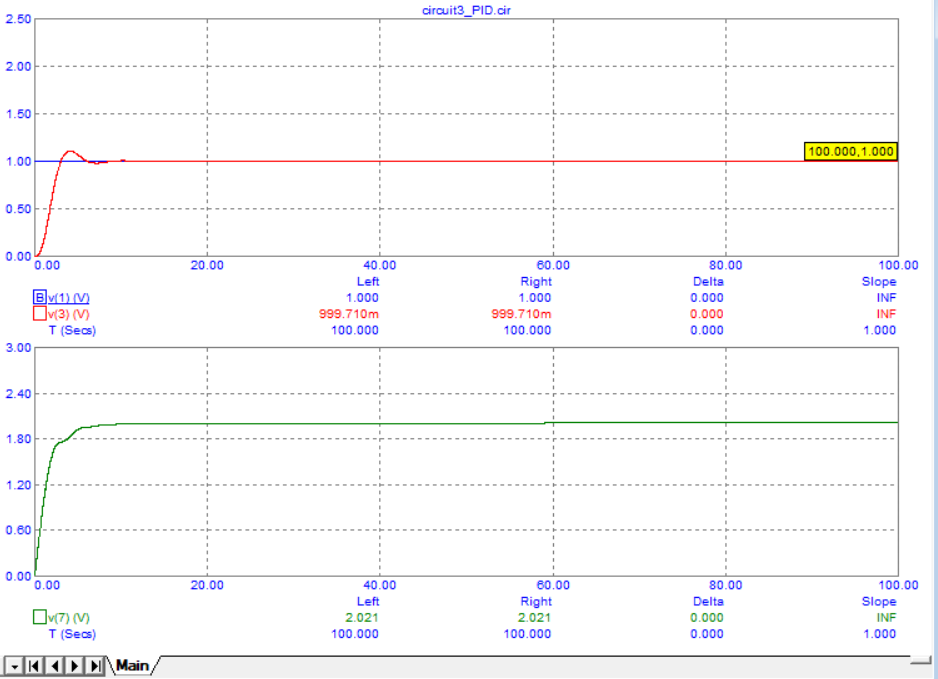 circuit3_PID.cir
2.50
2.00
1.50
1.00
100.000,1.000
0.50
0.00
0.00 20.00 40.00 60.00 80.00 100.00
Left Right Delta Slope
B v(1) (V) 1.000 1.000 0.000 INF
v(3) (V) 999.710m 999.710m 0.000 INF
T (Secs) 100.000 100.000 0.000 1.000
3.00
2.40
1.80
1.20
0.60
0.00
0.00 20.00 40.00 60.00 80.00 100.00
Left Right Delta Slope
v(7) (V) 2.021 2.021 0.000 INF
T (Secs) 100.000 100.000 0.000 1.000
Main